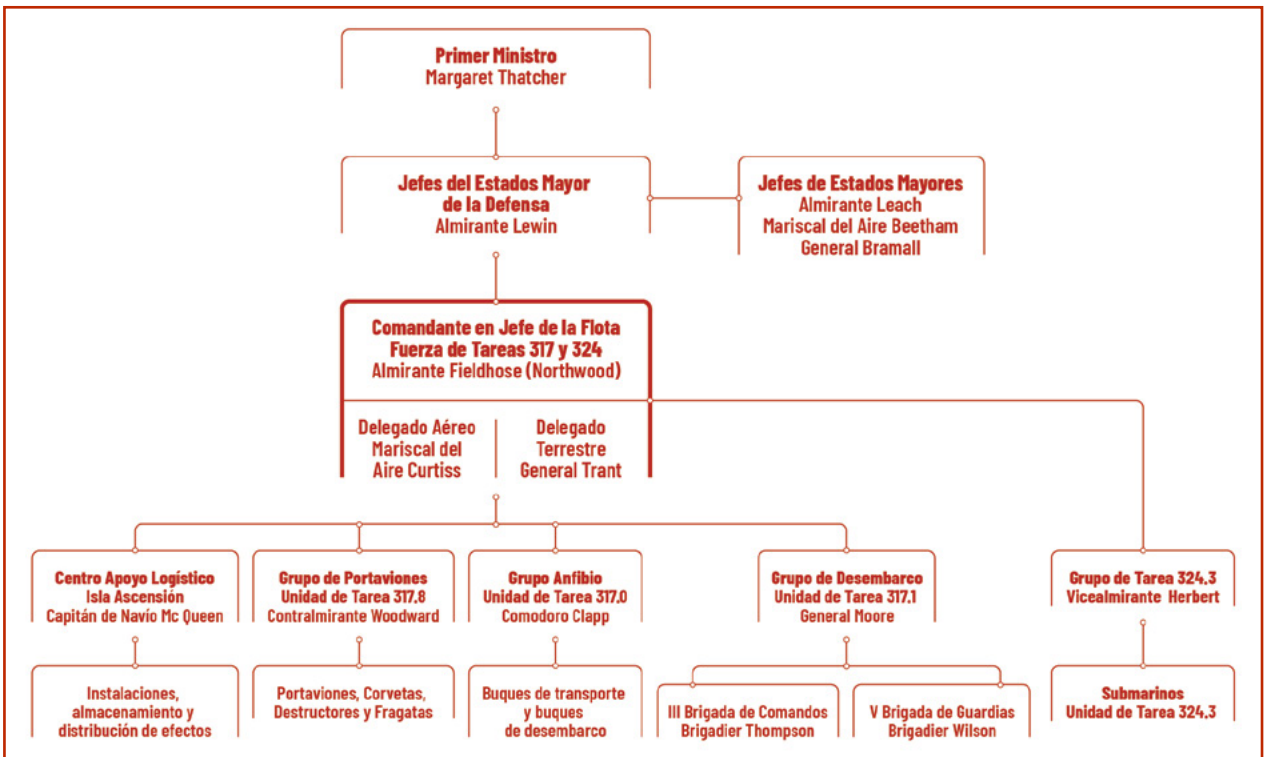 Primer Ministro
Margaret Thatcher
Jefes del Estados Mayor
de la Defensa
Almirante Lewin
Jefes de Estados Mayores
Almirante Leach
Mariscal del Aire Beetham
General Bramall
Comandante en Jefe de la Flota
Fuerza de Tareas 317 y 324
Almirante Fieldhose (Northwood)
Delegado Aéreo
Mariscal del
Aire Curtiss
Delegado
Terrestre
General Trant
Centro Apoyo Logístico
Isla Ascensión
Capitán de Navío Mc Queen
Grupo de Portaviones
Unidad de Tarea 317.8
Contralmirante Woodward
Grupo Anfibio
Unidad de Tarea 317.0
Comodoro Clapp
Grupo de Desembarco
Unidad de Tarea 317.1
General Moore
Grupo de Tarea 324.3
Vicealmirante Herbert
Instalaciones,
almacenamiento y
distribución de efectos
Portaviones, Corvetas,
Destructores y Fragatas
Buques de transporte
y buques
de desembarco
III Brigada de Comandos
Brigadier Thompson
V Brigada de Guardias
Brigadier Wilson
Submarinos
Unidad de Tarea 324.3